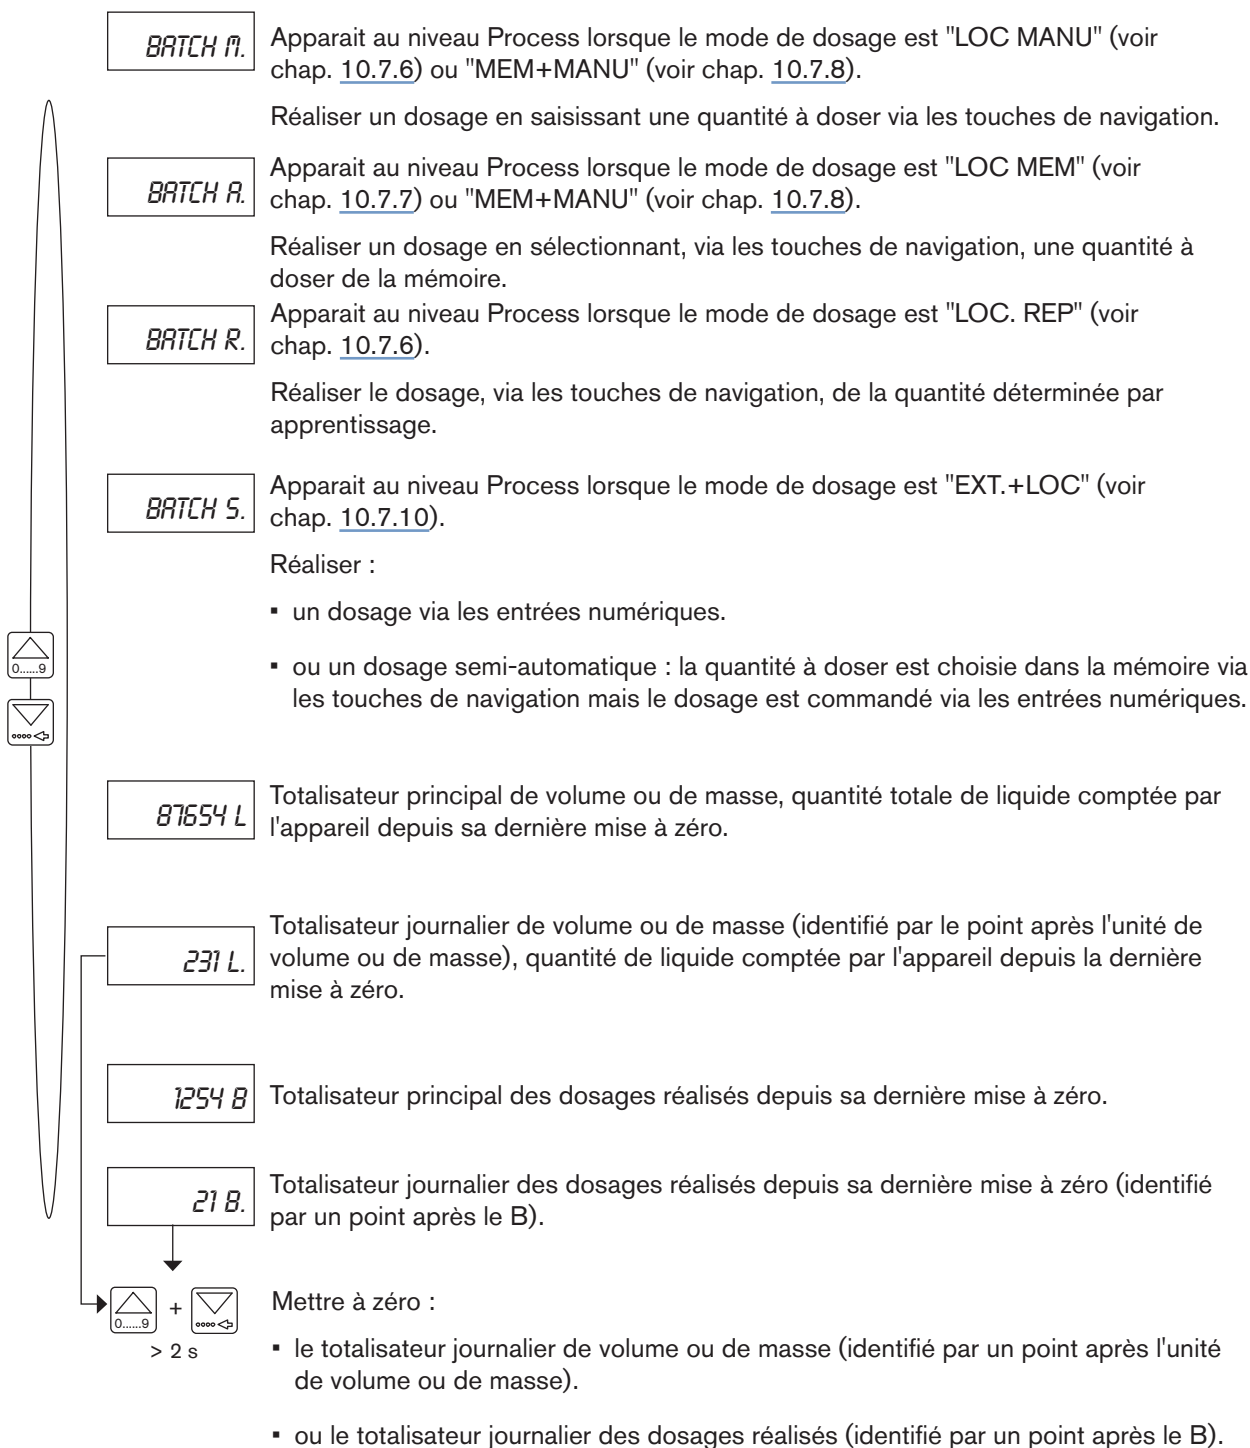 BATCH M.
Apparait au niveau Process lorsque le mode de dosage est "LOC MANU" (voir
chap. 10.7.6) ou "MEM+MANU" (voir chap. 10.7.8).
Réaliser un dosage en saisissant une quantité à doser via les touches de navigation.
BATCH A.
Apparait au niveau Process lorsque le mode de dosage est "LOC MEM" (voir
chap. 10.7.7) ou "MEM+MANU" (voir chap. 10.7.8).
Réaliser un dosage en sélectionnant, via les touches de navigation, une quantité à
doser de la mémoire.
BATCH R.
Apparait au niveau Process lorsque le mode de dosage est "LOC. REP" (voir
chap. 10.7.6).
Réaliser le dosage, via les touches de navigation, de la quantité déterminée par
apprentissage.
BATCH S.
Apparait au niveau Process lorsque le mode de dosage est "EXT.+LOC" (voir
chap. 10.7.10).
Réaliser :
▪ un dosage via les entrées numériques.
▪ ou un dosage semi-automatique : la quantité à doser est choisie dans la mémoire via
les touches de navigation mais le dosage est commandé via les entrées numériques.
0......9
87654 L
Totalisateur principal de volume ou de masse, quantité totale de liquide comptée par
l'appareil depuis sa dernière mise à zéro.
231 L.
Totalisateur journalier de volume ou de masse (identifié par le point après l'unité de
volume ou de masse), quantité de liquide comptée par l'appareil depuis la dernière
mise à zéro.
1254 B
Totalisateur principal des dosages réalisés depuis sa dernière mise à zéro.
21 B.
Totalisateur journalier des dosages réalisés depuis sa dernière mise à zéro (identifié
par un point après le B).
0......9 +
> 2 s
Mettre à zéro :
▪ le totalisateur journalier de volume ou de masse (identifié par un point après l'unité
de volume ou de masse).
▪ ou le totalisateur journalier des dosages réalisés (identifié par un point après le B).